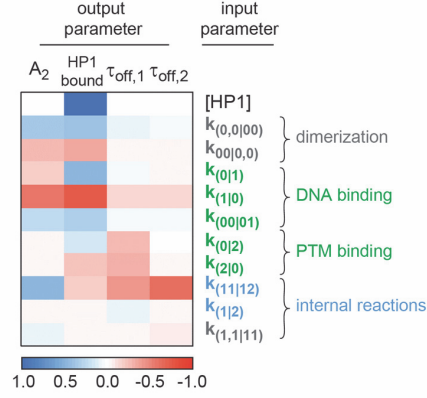 output parameter
input parameter
A2
HP1 bound
τoff,1
τoff,2
[HP1]
k(0,0|00)
k00|0,0)
k(0|1)
k(1|0)
k(00|01)
k(0|2)
k(2|0)
k(11|12)
k(1|2)
k(1,1|11)
dimerization
DNA binding
PTM binding
internal reactions
1.0 0.5 0.0 -0.5 -1.0